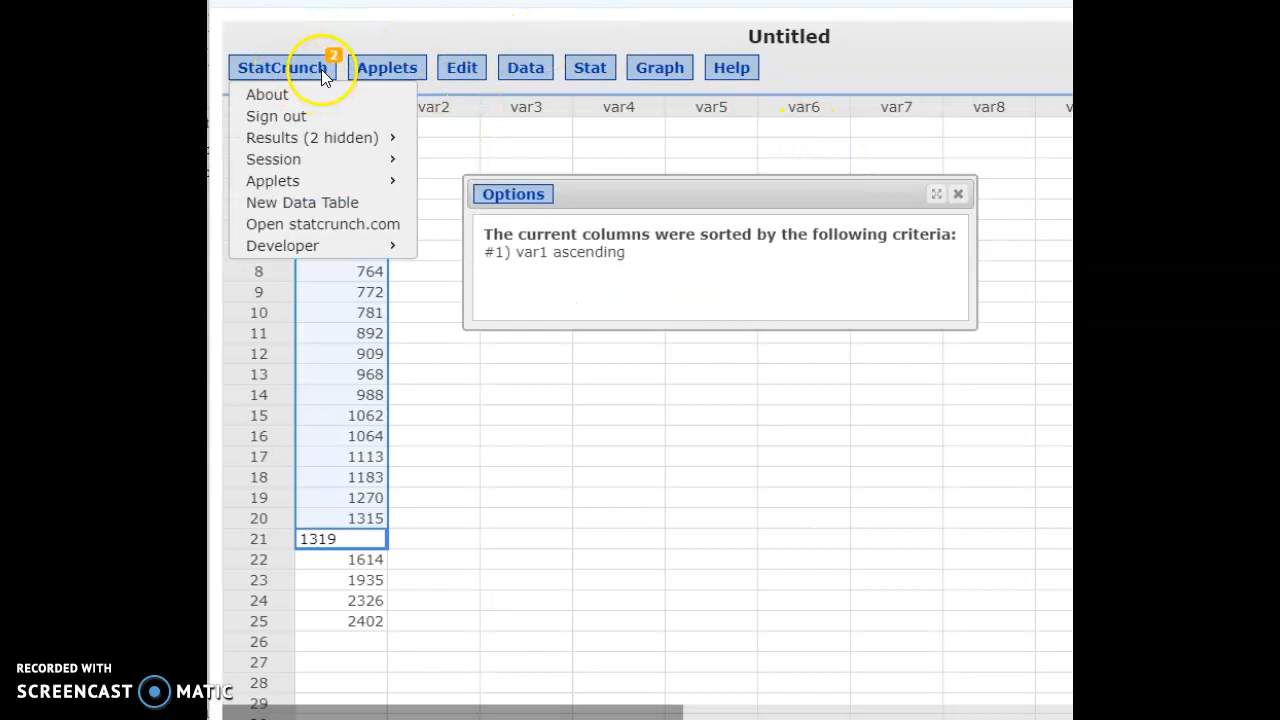 Untitled
StatCrunch 2 Applets Edit Data Stat Graph Help
About
Sign out
Results (2 hidden)
Session
Applets
New Data Table
Open statcrunch.com
Developer
var2 var3 var4 var5 var6 var7 var8
Options
The current columns were sorted by the following criteria:
#1) var1 ascending
8 764
9 772
10 781
11 892
12 909
13 968
14 988
15 1062
16 1064
17 1113
18 1183
19 1270
20 1315
21 1319
22 1614
23 1935
24 2326
25 2402
26
27
28
29
RECORDED WITH
SCREENCAST MATIC